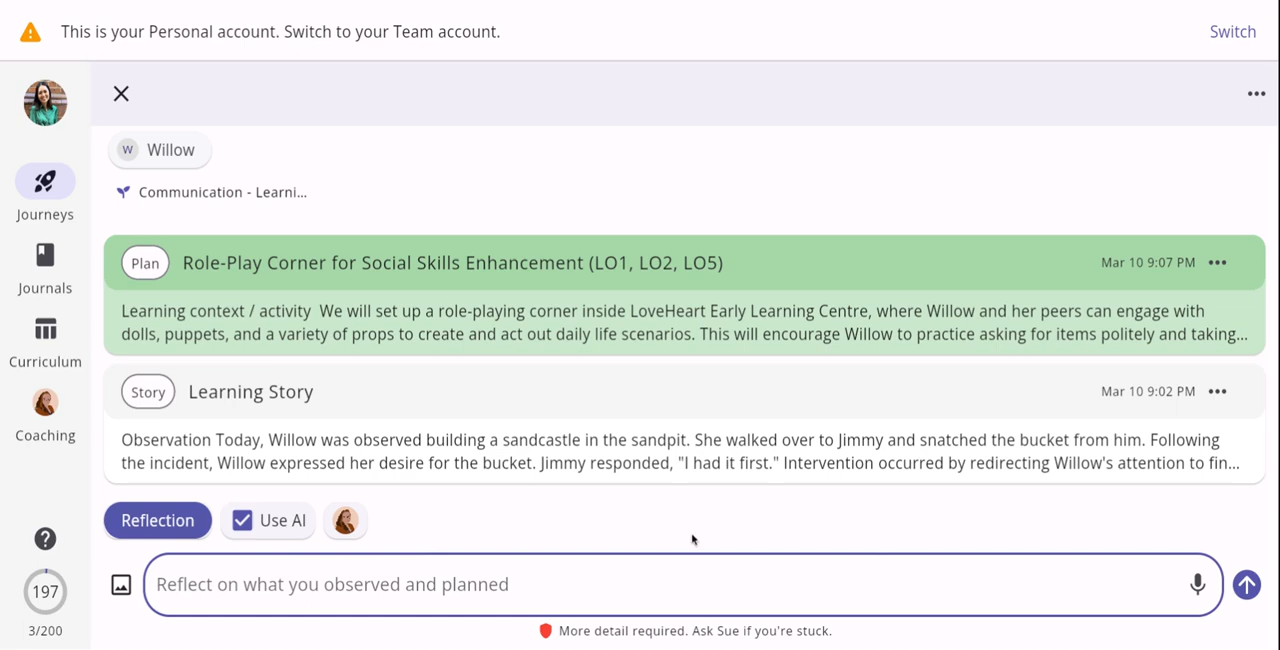 This is your Personal account. Switch to your Team account.
Switch
Journeys
Journals
Curriculum
Coaching
197
3/200
W Willow
Communication - Learni...
Plan Role-Play Corner for Social Skills Enhancement (LO1, LO2, LO5) Mar 10 9:07 PM
Learning context / activity We will set up a role-playing corner inside LoveHeart Early Learning Centre, where Willow and her peers can engage with
dolls, puppets, and a variety of props to create and act out daily life scenarios. This will encourage Willow to practice asking for items politely and taking...
Story Learning Story Mar 10 9:02 PM
Observation Today, Willow was observed building a sandcastle in the sandpit. She walked over to Jimmy and snatched the bucket from him. Following
the incident, Willow expressed her desire for the bucket. Jimmy responded, "I had it first." Intervention occurred by redirecting Willow's attention to fin...
Reflection Use AI
Reflect on what you observed and planned
More detail required. Ask Sue if you're stuck.